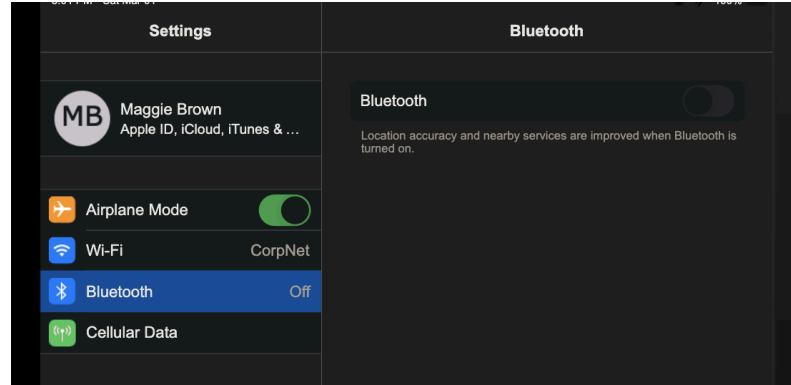 Settings
Bluetooth
MB
Maggie Brown
Apple ID, iCloud, iTunes & ...
Bluetooth
Location accuracy and nearby services are improved when Bluetooth is
turned on.
Airplane Mode
Wi-Fi CorpNet
Bluetooth Off
Cellular Data